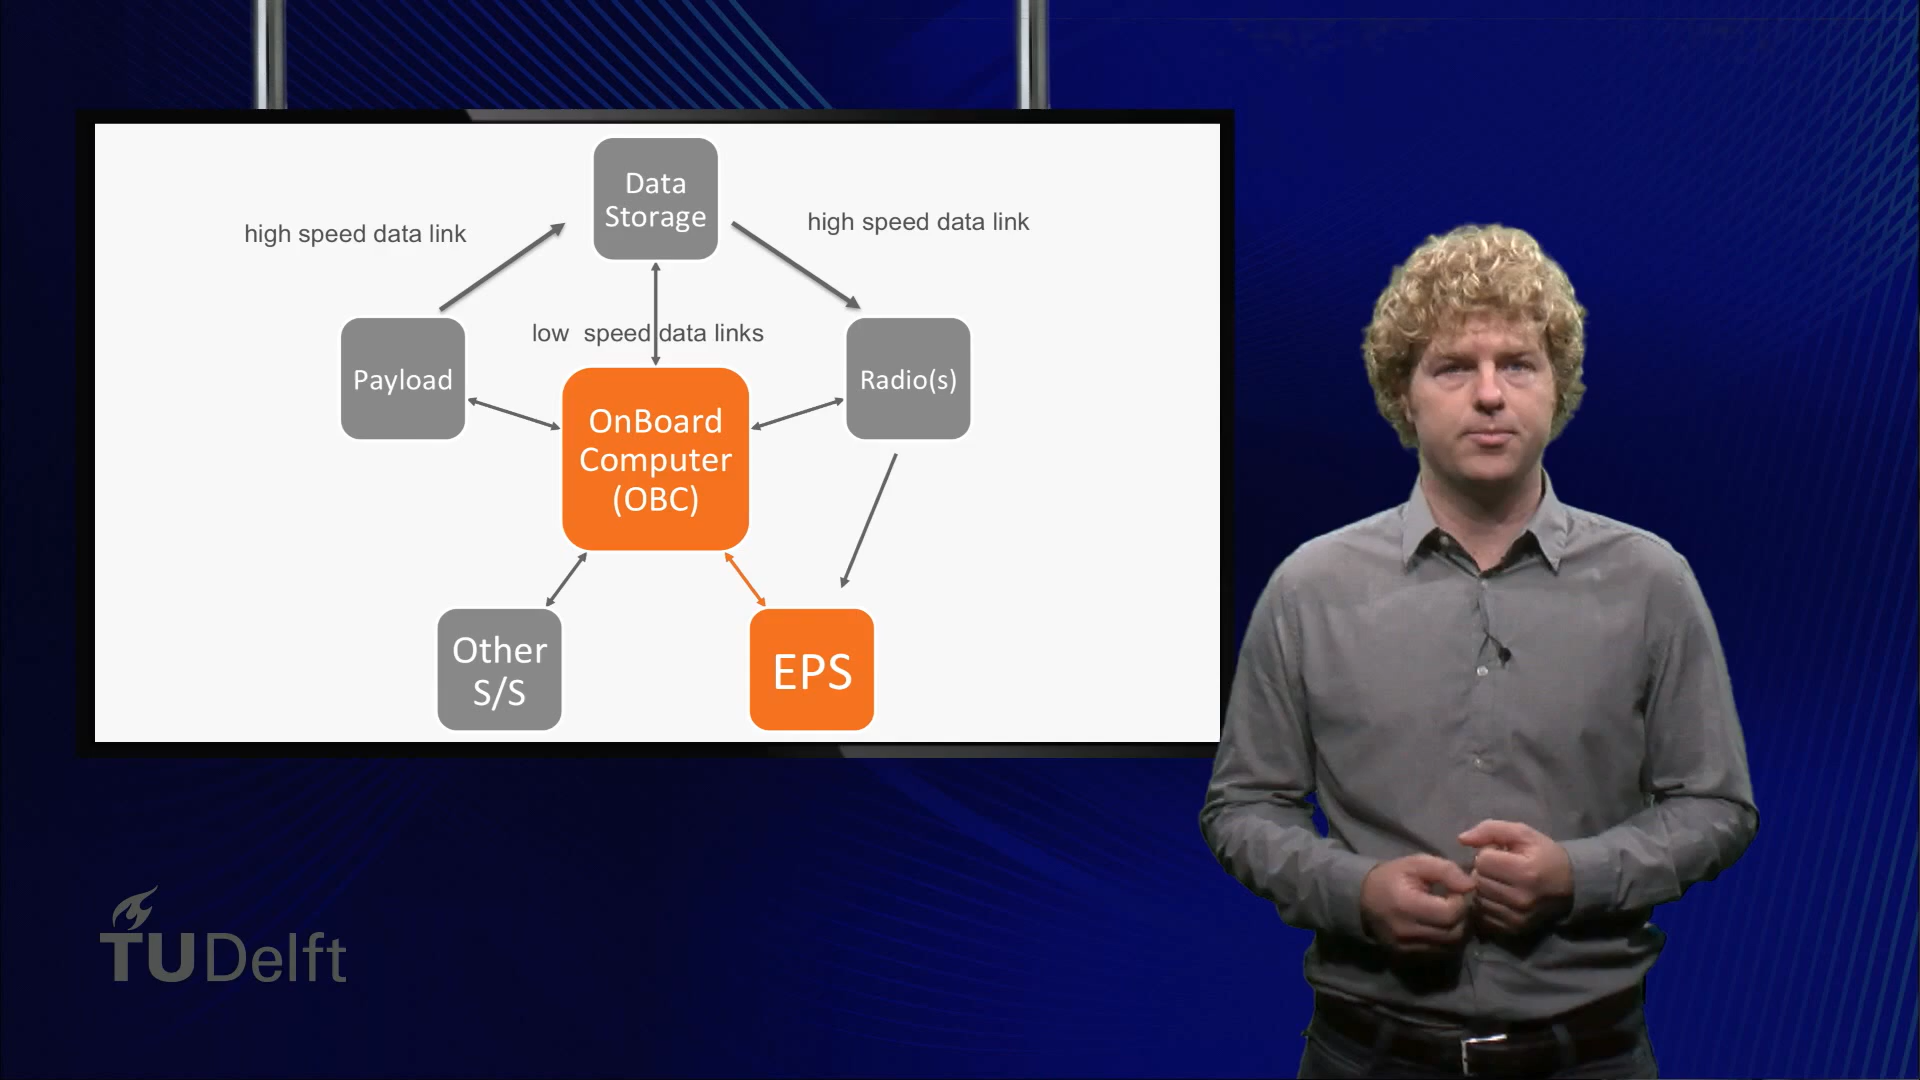 Data
Storage
high speed data link
high speed data link
low  speed data links
Payload
Radio(s)
OnBoard
Computer
(OBC)
Other
S/S
EPS
TUDelft